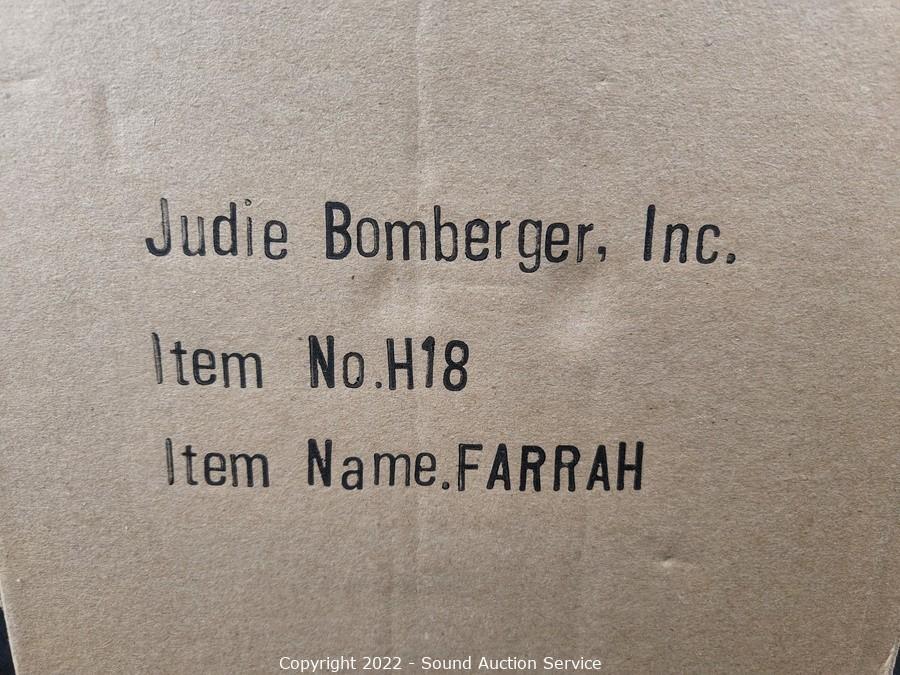 Judie Bomberger, Inc.
Item No.H18
Item Name.FARRAH
Copyright 2022 - Sound Auction Service